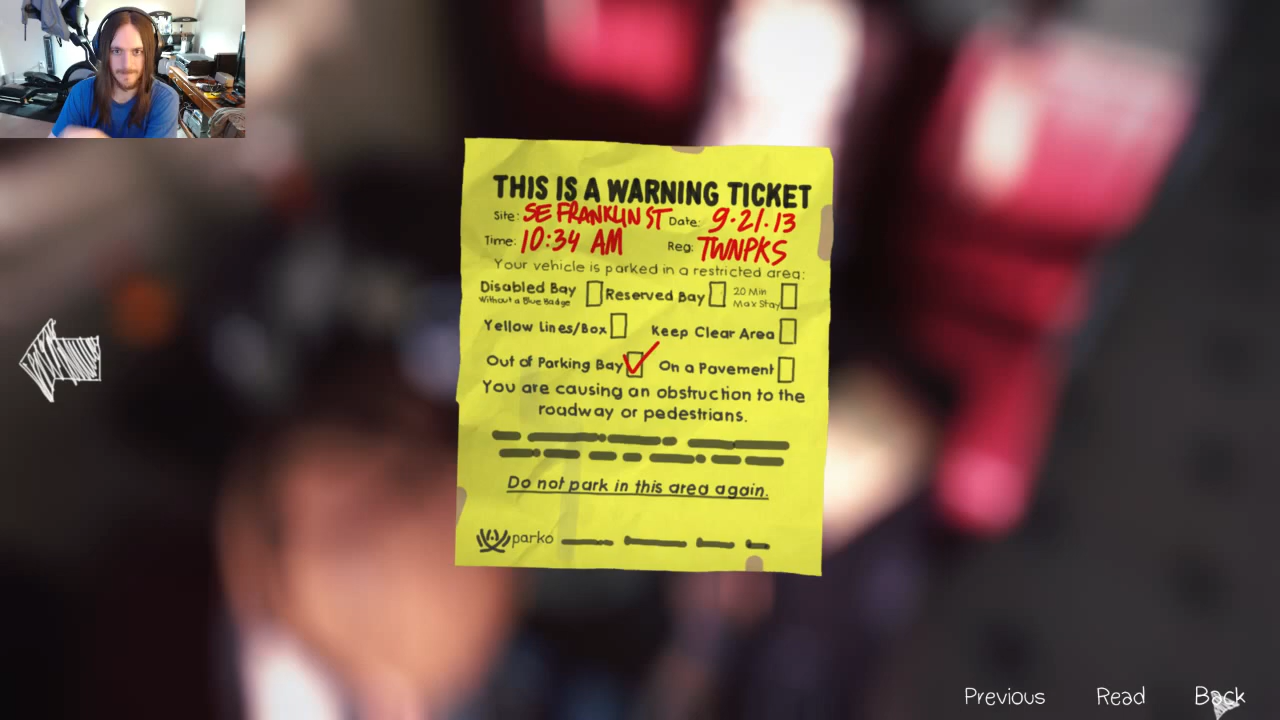 THIS IS A WARNING TICKET
Site: SE FRANKLIN ST Date: 9.21.13
Time: 10:34 AM Reg: TWNPKS
Your vehicle is parked in a restricted area:
Disabled Bay Reserved Bay 20 Min
Without a Blue Badge Max Stay
Yellow Lines/Box Keep Clear Area
Out of Parking Bay On a Pavement
You are causing an obstruction to the
roadway or pedestrians.
Do not park in this area again.
parko
Previous Read Back